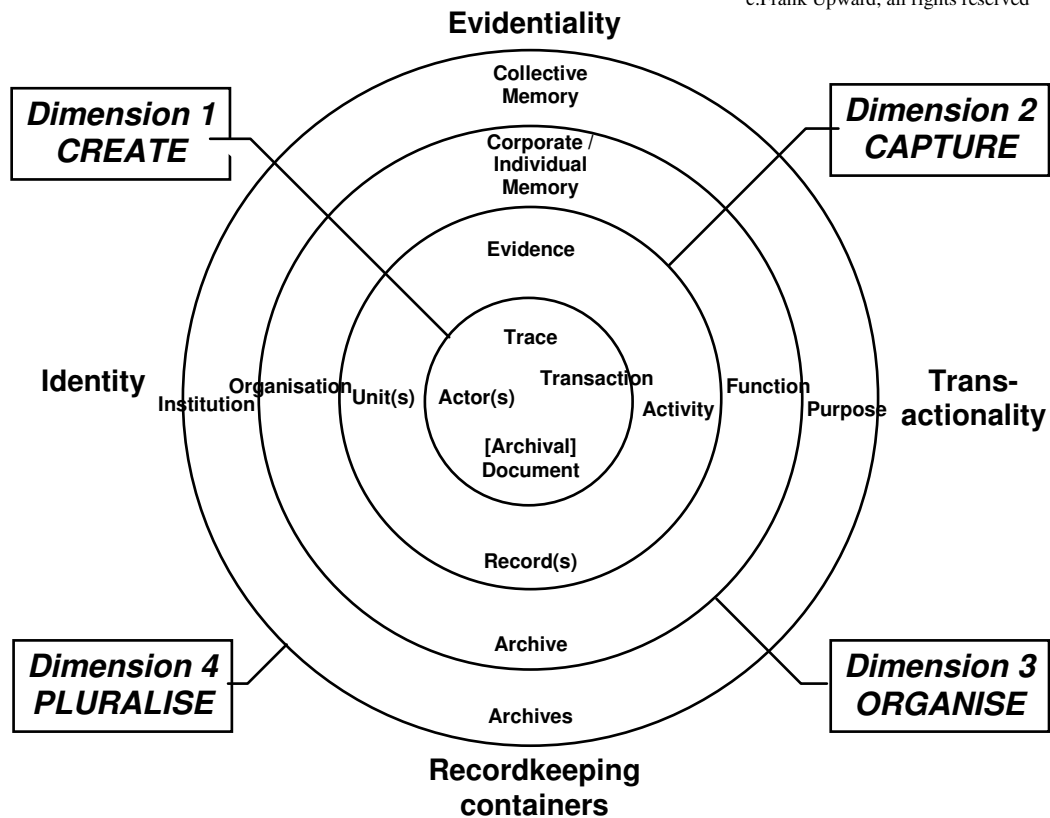 c.Frank Upward, all rights reserved
Evidentiality
Collective
Memory
Dimension 1
CREATE
Dimension 2
CAPTURE
Corporate /
Individual
Memory
Evidence
Trace
Identity
Institution
Organisation
Unit(s)
Actor(s)
Transaction
Activity
Function
Purpose
Trans-
actionality
[Archival]
Document
Record(s)
Archive
Dimension 4
PLURALISE
Dimension 3
ORGANISE
Archives
Recordkeeping
containers